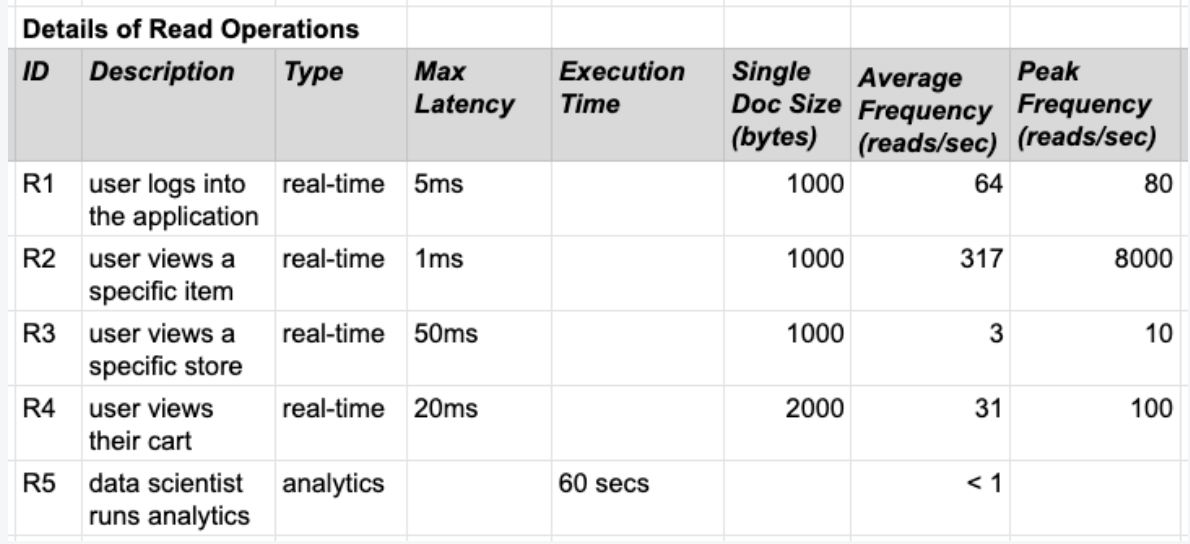 Details of Read Operations
ID Description Type Max Latency Execution Time Single Doc Size (bytes) Average Frequency (reads/sec) Peak Frequency (reads/sec)
R1 user logs into the application real-time 5ms 1000 64 80
R2 user views a specific item real-time 1ms 1000 317 8000
R3 user views a specific store real-time 50ms 1000 3 10
R4 user views their cart real-time 20ms 2000 31 100
R5 data scientist runs analytics analytics 60 secs < 1